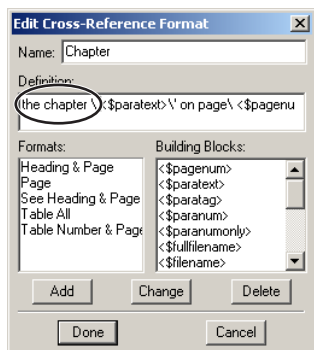 Edit Cross-Reference Format
Name: Chapter
Definition:
the chapter \`<$paratext>\' on page\ <$pagenu
Formats:
Heading & Page
Page
See Heading & Page
Table All
Table Number & Page
Building Blocks:
<$pagenum>
<$paratext>
<$paratag>
<$paranum>
<$paranumonly>
<$fullfilename>
<$filename>
Add
Change
Delete
Done
Cancel